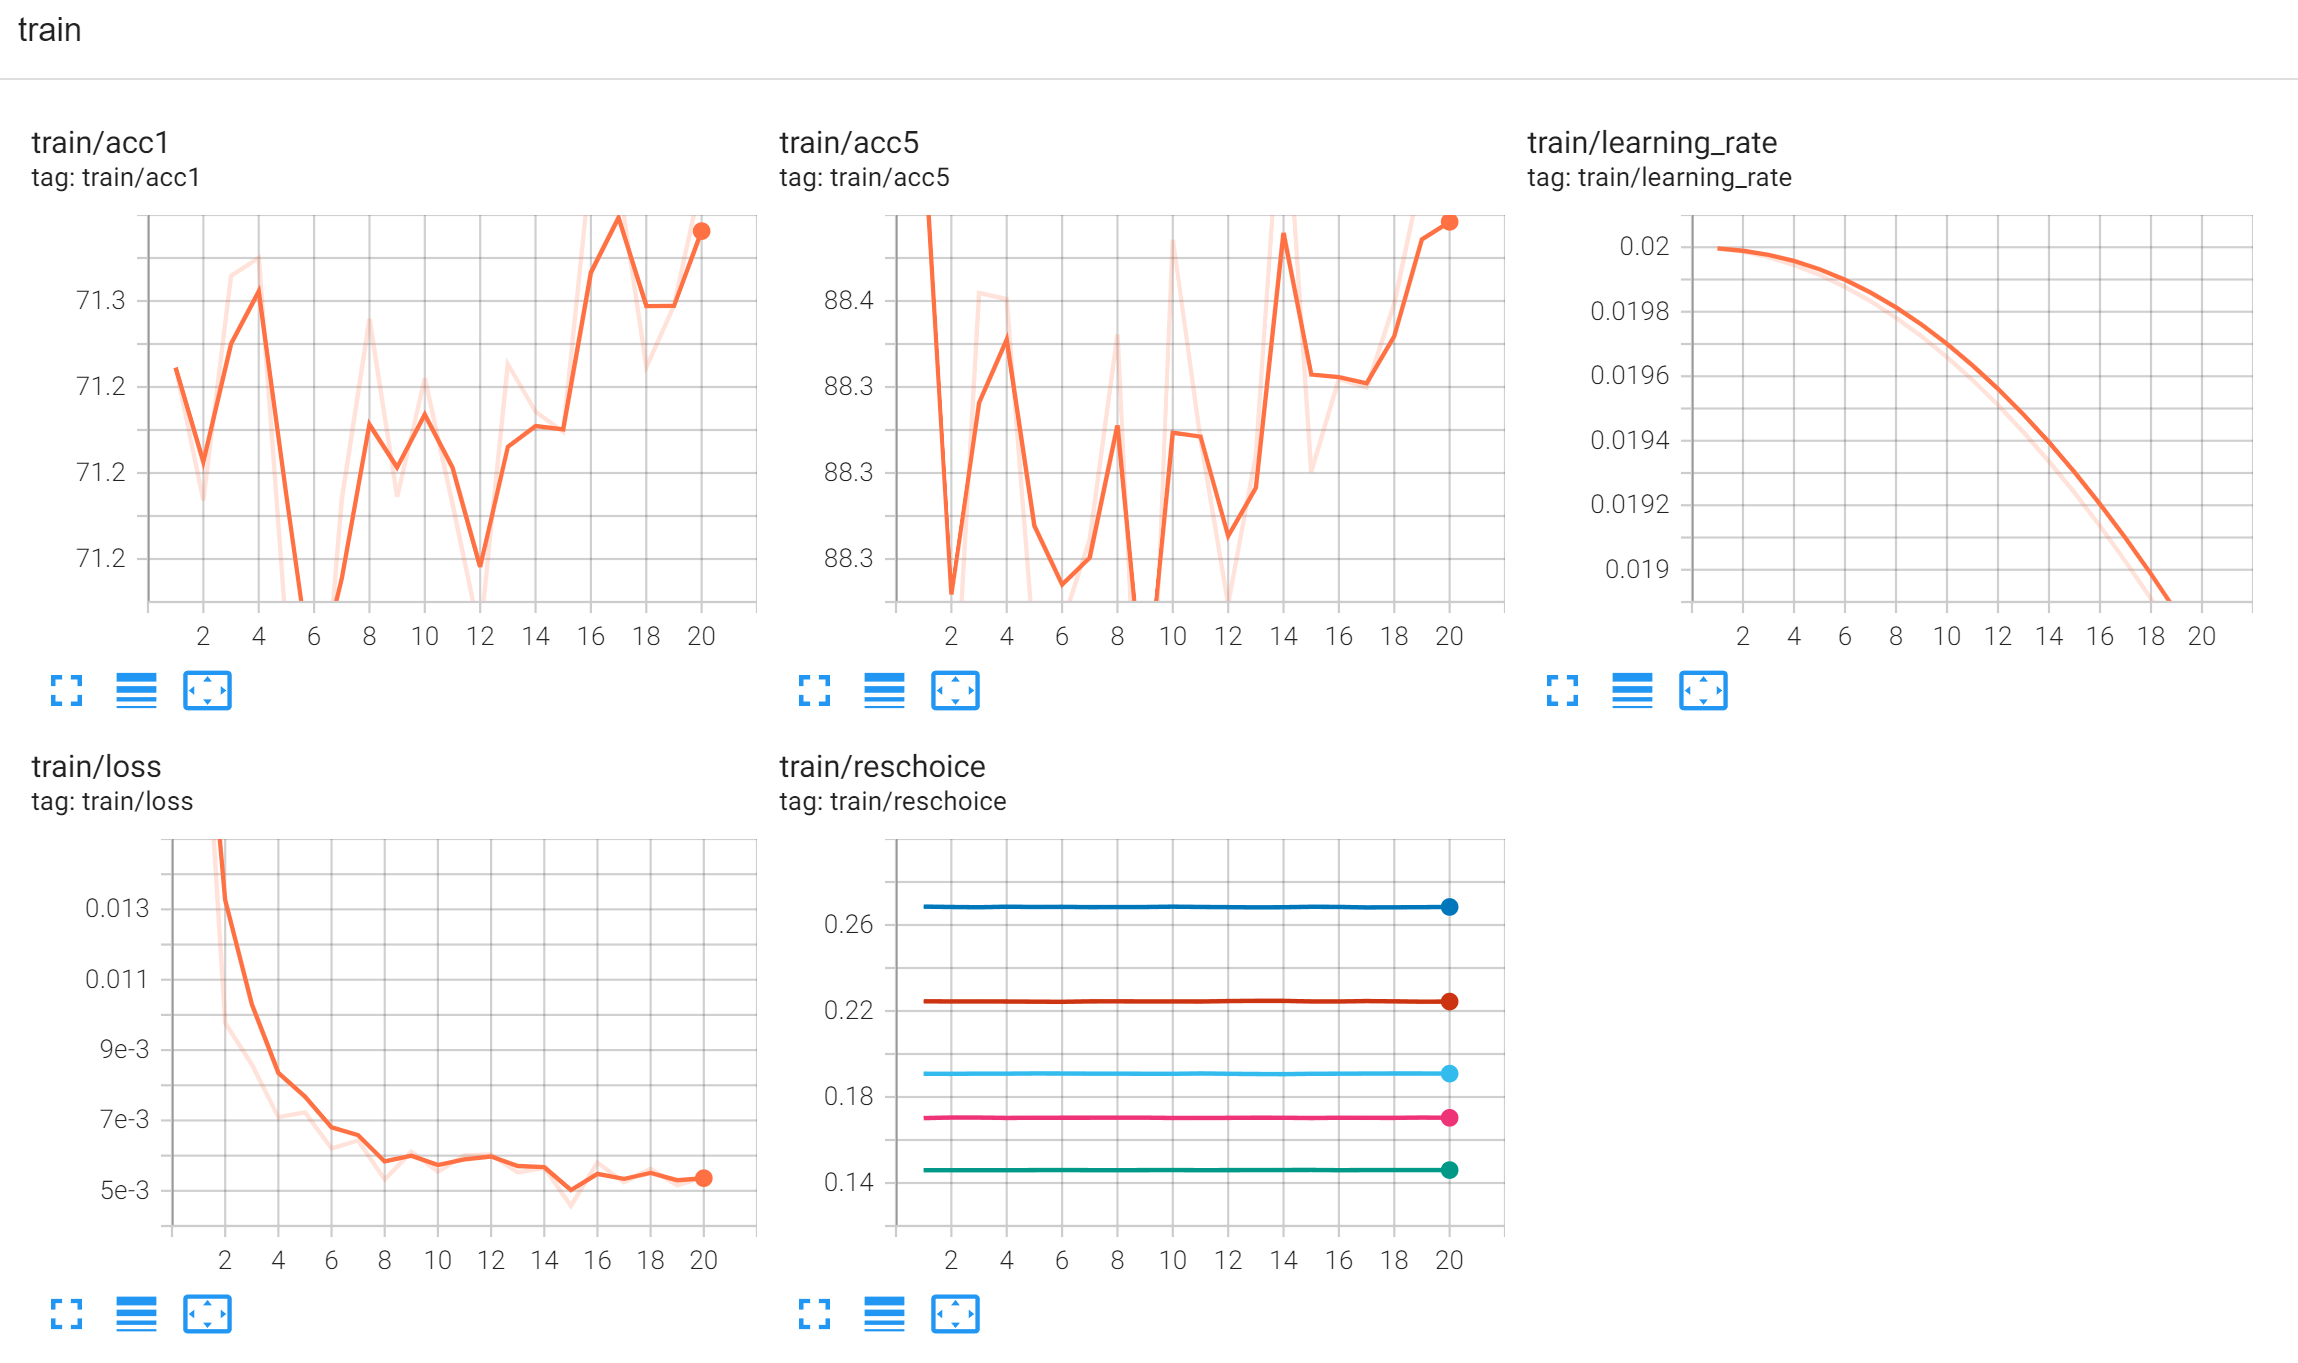 train
train/acc1
tag: train/acc1
71.3
71.2
71.2
71.2
2 4 6 8 10 12 14 16 18 20
train/acc5
tag: train/acc5
88.4
88.3
88.3
88.3
2 4 6 8 10 12 14 16 18 20
train/learning_rate
tag: train/learning_rate
0.02
0.0198
0.0196
0.0194
0.0192
0.019
2 4 6 8 10 12 14 16 18 20
train/loss
tag: train/loss
0.013
0.011
9e-3
7e-3
5e-3
2 4 6 8 10 12 14 16 18 20
train/reschoice
tag: train/reschoice
0.26
0.22
0.18
0.14
2 4 6 8 10 12 14 16 18 20